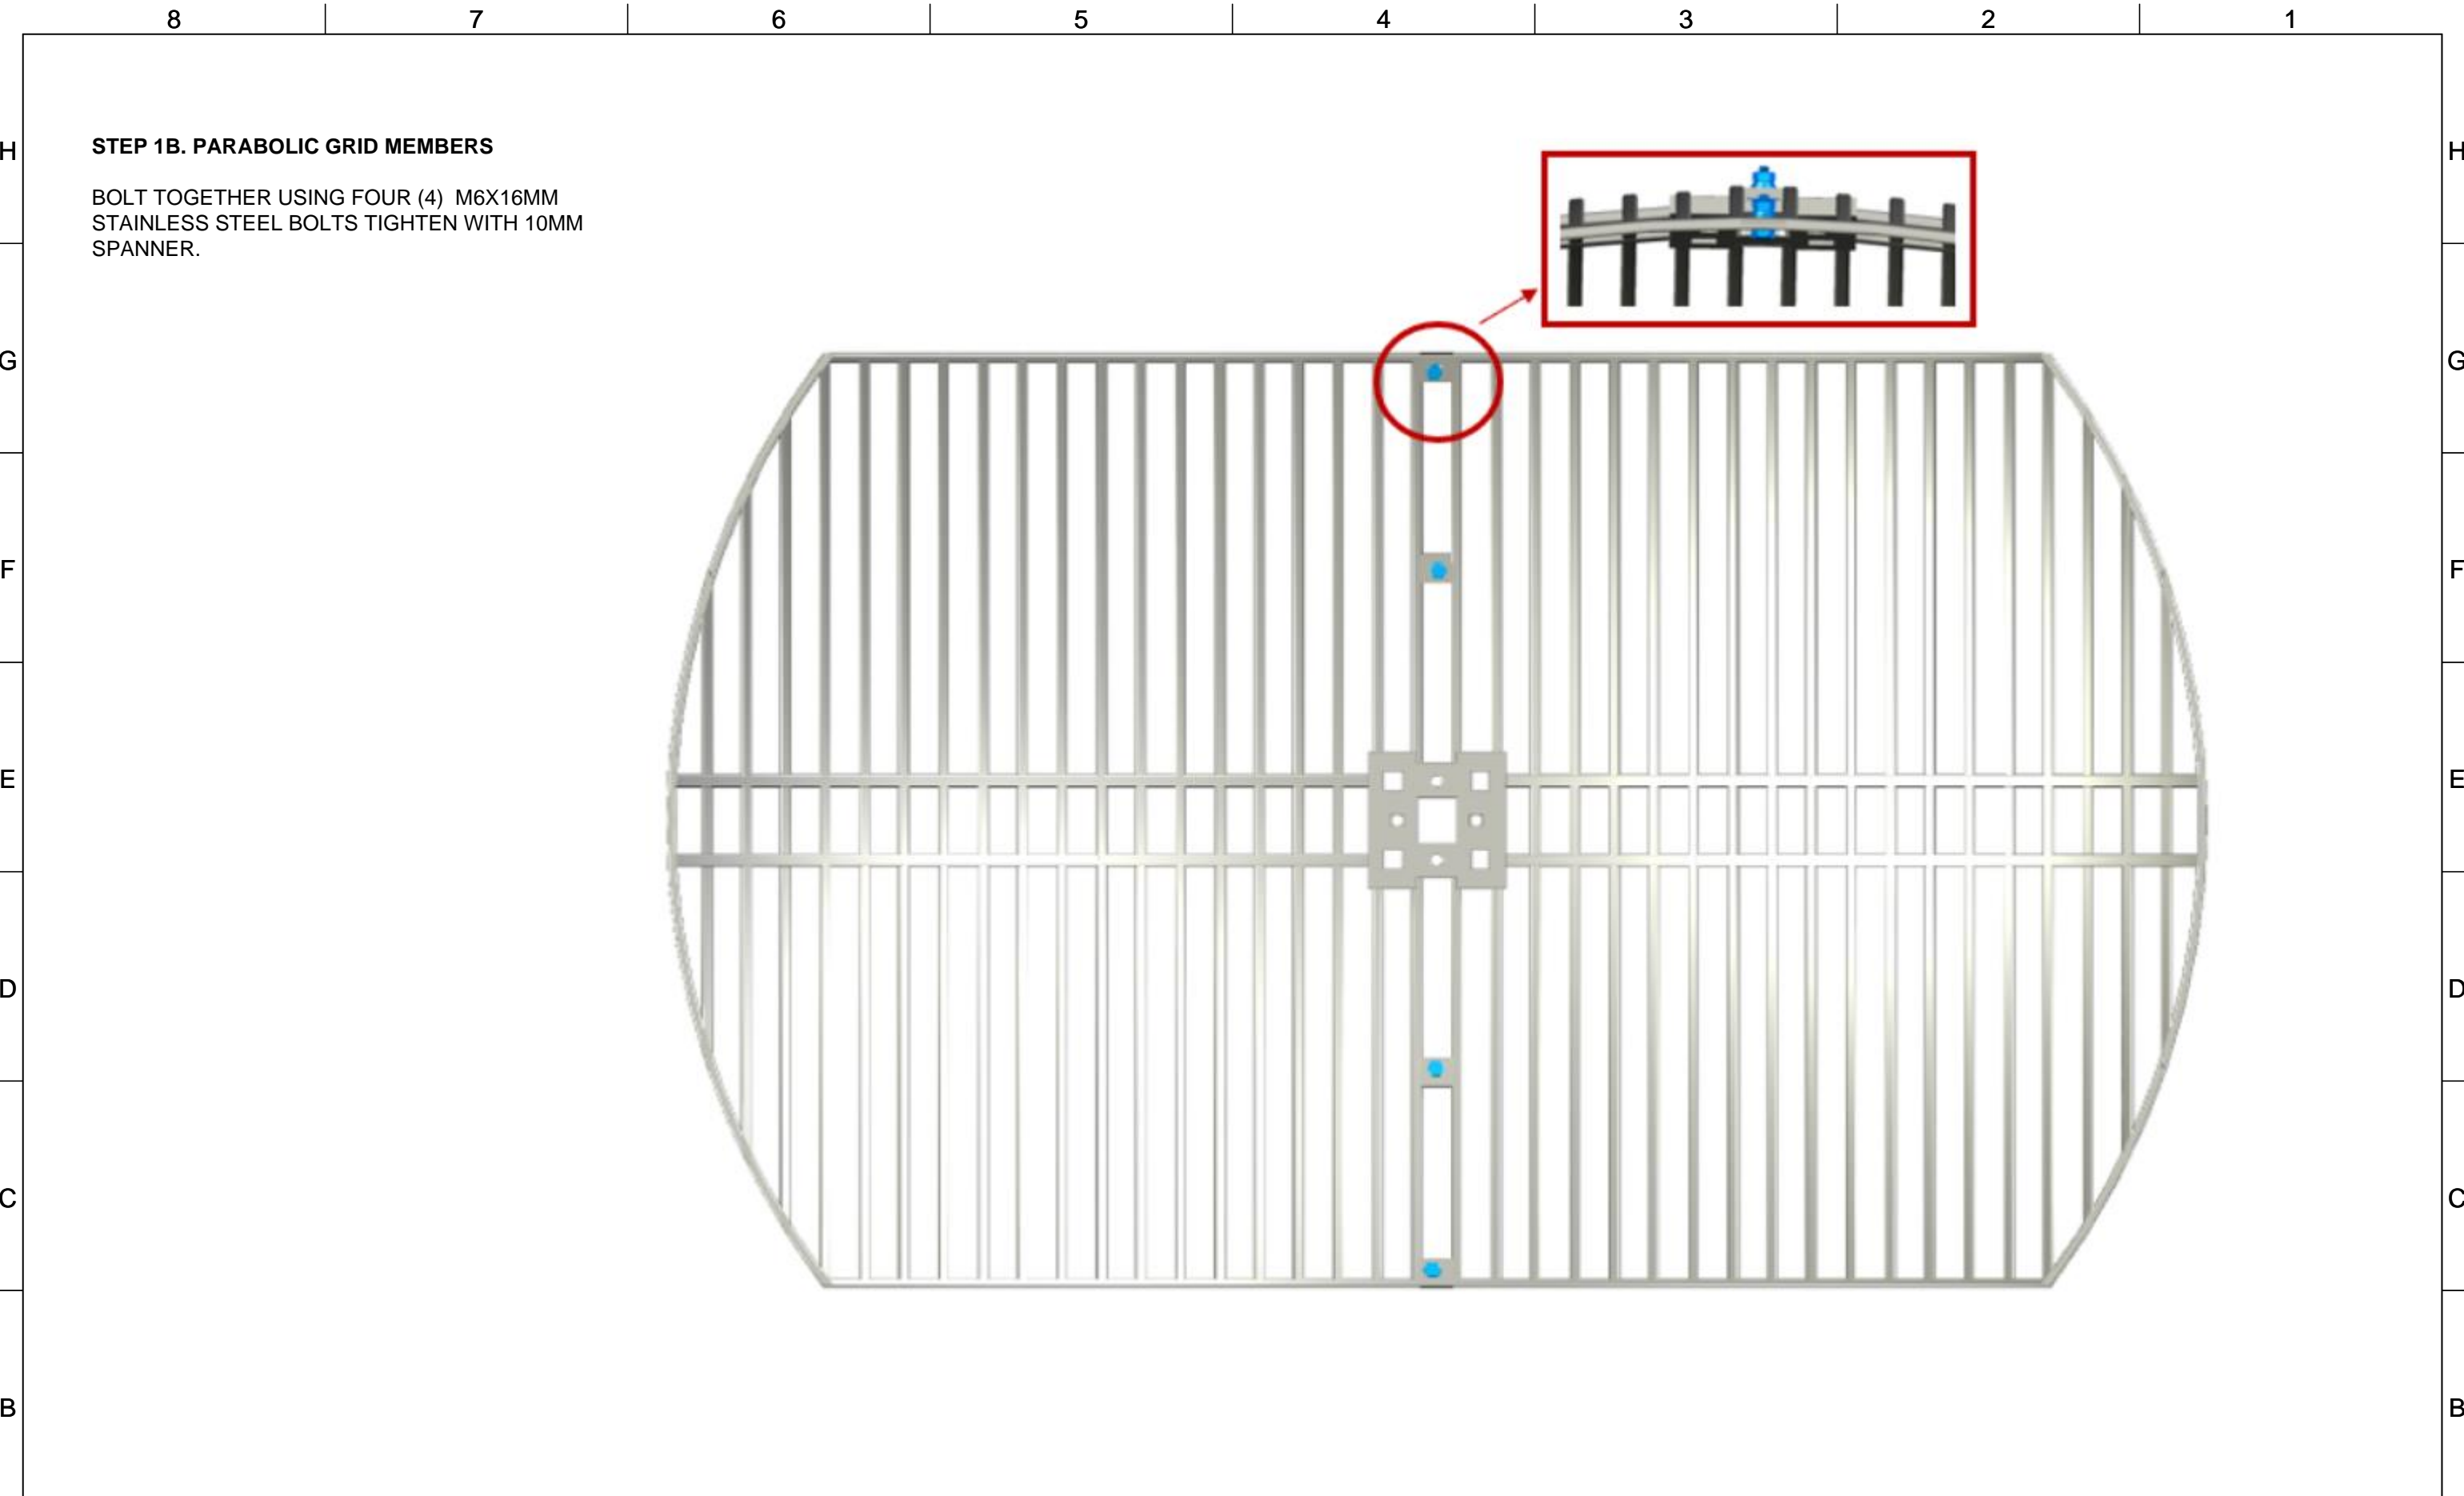 8 7 6 5 4 3 2 1
H H
STEP 1B. PARABOLIC GRID MEMBERS
BOLT TOGETHER USING FOUR (4)  M6X16MM
STAINLESS STEEL BOLTS TIGHTEN WITH 10MM
SPANNER.
G G
F F
E E
D D
C C
B B